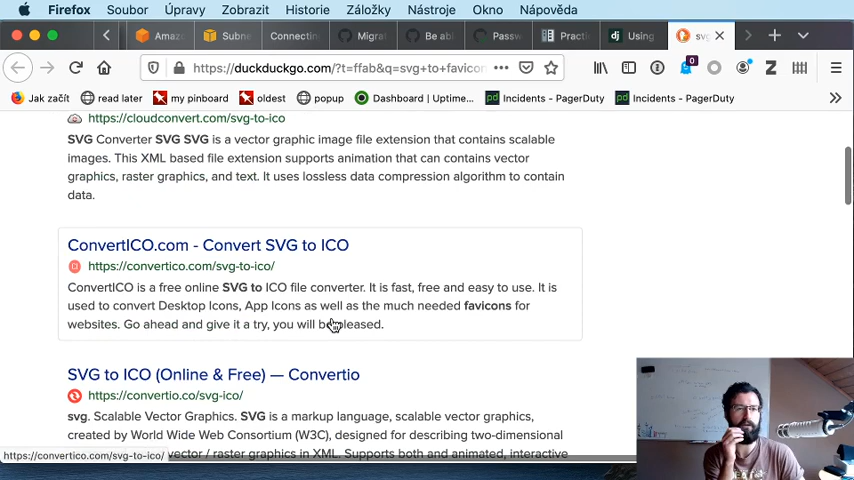 Firefox Soubor Úpravy Zobrazit Historie Záložky Nástroje Okno Nápověda
Amazo Subne Connectin Migrat Be abl Passw Practi Using svg
https://duckduckgo.com/?t=ffab&q=svg+to+favicon
Jak začít read later my pinboard oldest popup Dashboard | Uptime... Incidents - PagerDuty Incidents - PagerDuty
https://cloudconvert.com/svg-to-ico
SVG Converter SVG SVG is a vector graphic image file extension that contains scalable
images. This XML based file extension supports animation that can contains vector
graphics, raster graphics, and text. It uses lossless data compression algorithm to contain
data.
ConvertICO.com - Convert SVG to ICO
https://convertico.com/svg-to-ico/
ConvertICO is a free online SVG to ICO file converter. It is fast, free and easy to use. It is
used to convert Desktop Icons, App Icons as well as the much needed favicons for
websites. Go ahead and give it a try, you will be pleased.
SVG to ICO (Online & Free) — Convertio
https://convertio.co/svg-ico/
svg. Scalable Vector Graphics. SVG is a markup language, scalable vector graphics,
created by World Wide Web Consortium (W3C), designed for describing two-dimensional
https://convertico.com/svg-to-ico/ vector / raster graphics in XML. Supports both and animated, interactive